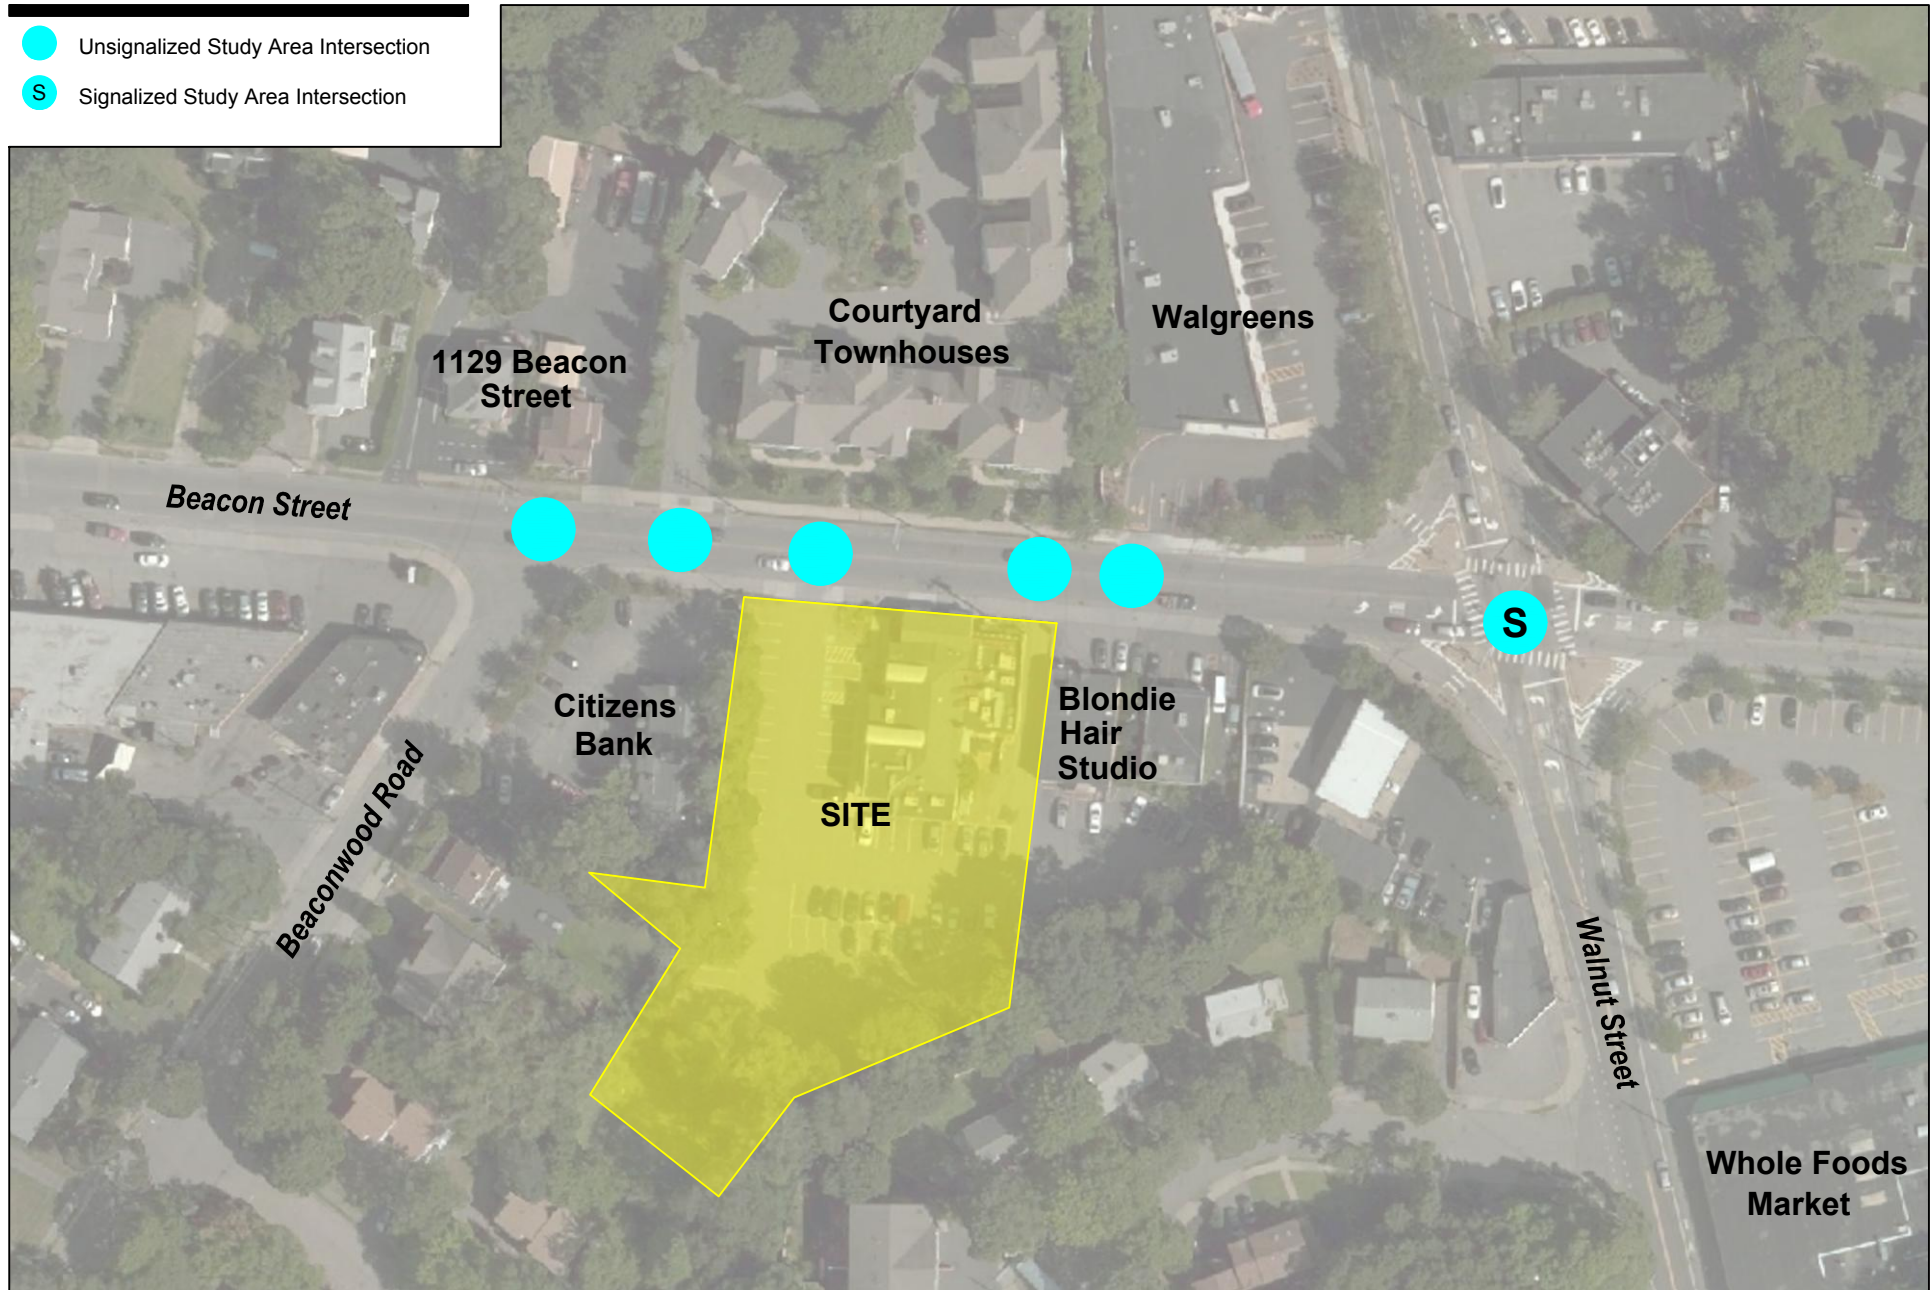 Unsignalized Study Area Intersection
S
Signalized Study Area Intersection
Courtyard
Townhouses
Walgreens
1129 Beacon
Street
Beacon Street
S
Citizens
Bank
Blondie
Hair
Studio
SITE
Beaconwood Road
Walnut Street
Whole Foods
Market